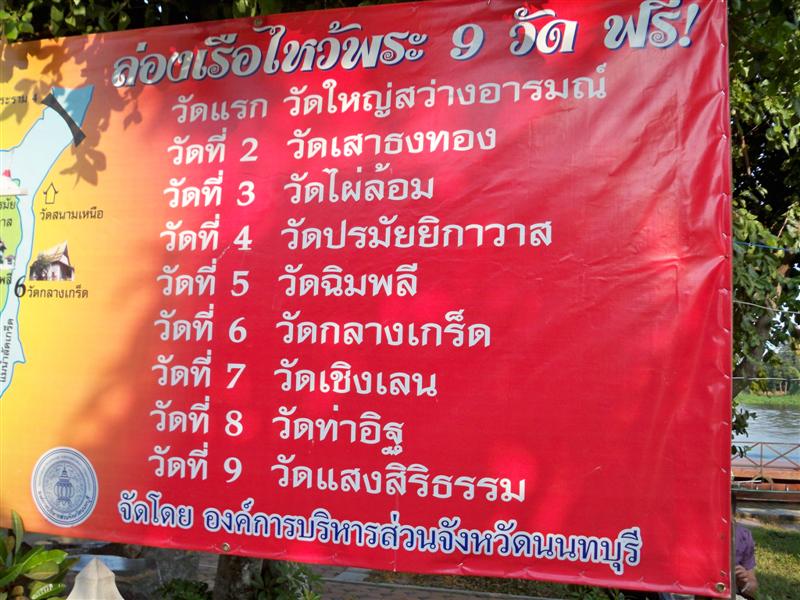 ล่องเรือไหว้พระ 9 วัด ฟรี!
วัดแรก วัดใหญ่สว่างอารมณ์
วัดที่ 2 วัดเสาธงทอง
วัดที่ 3 วัดไผ่ล้อม
วัดที่ 4 วัดปรมัยยิกาวาส
วัดที่ 5 วัดฉิมพลี
วัดที่ 6 วัดกลางเกร็ด
วัดที่ 7 วัดเชิงเลน
วัดที่ 8 วัดท่าอิฐ
วัดที่ 9 วัดแสงสิริธรรม
จัดโดย องค์การบริหารส่วนจังหวัดนนทบุรี
วัดสนามเหนือ
6 วัดกลางเกร็ด